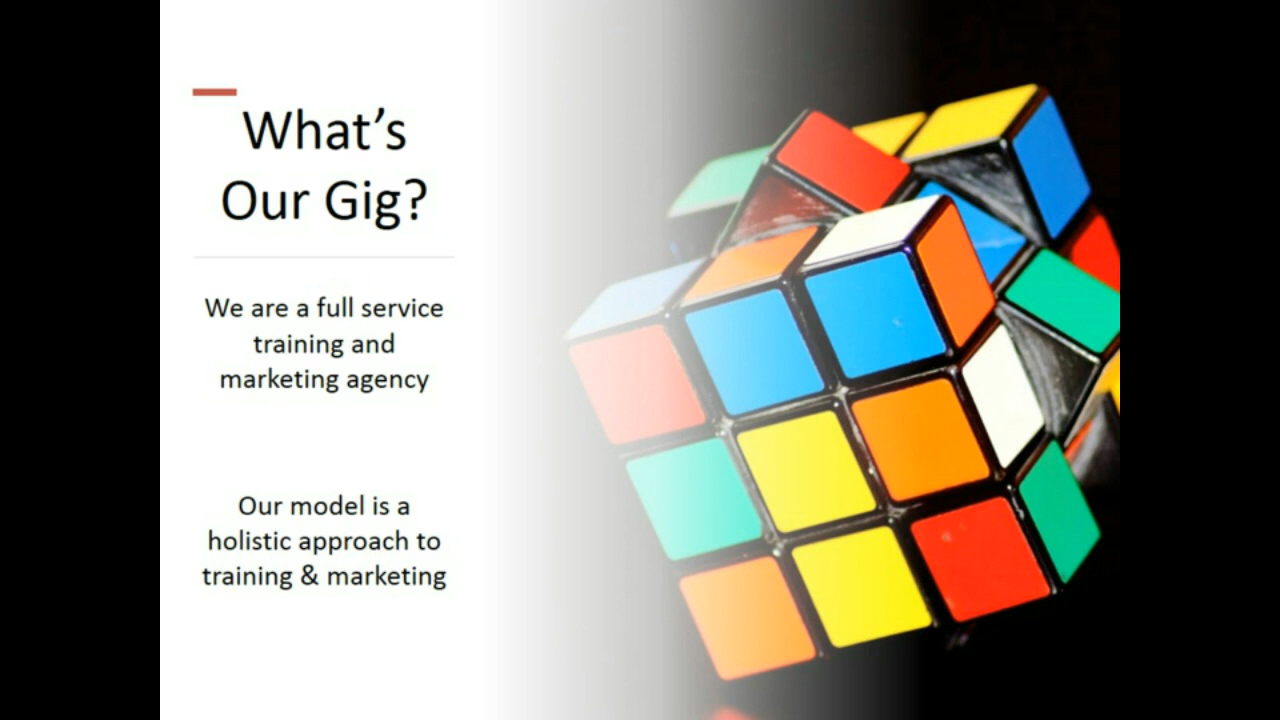 What’s
Our Gig?
We are a full service
training and
marketing agency
Our model is a
holistic approach to
training & marketing